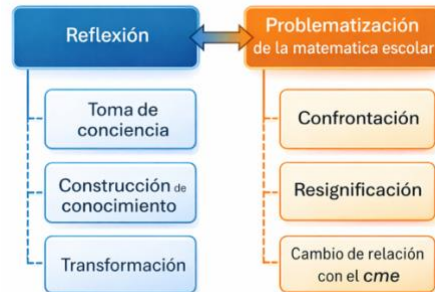 Reflexión
Toma de
conciencia
Construcción de
conocimiento
Transformación
Problematización
de la matematica escolar
Confrontación
Resignificación
Cambio de relación
con el cme